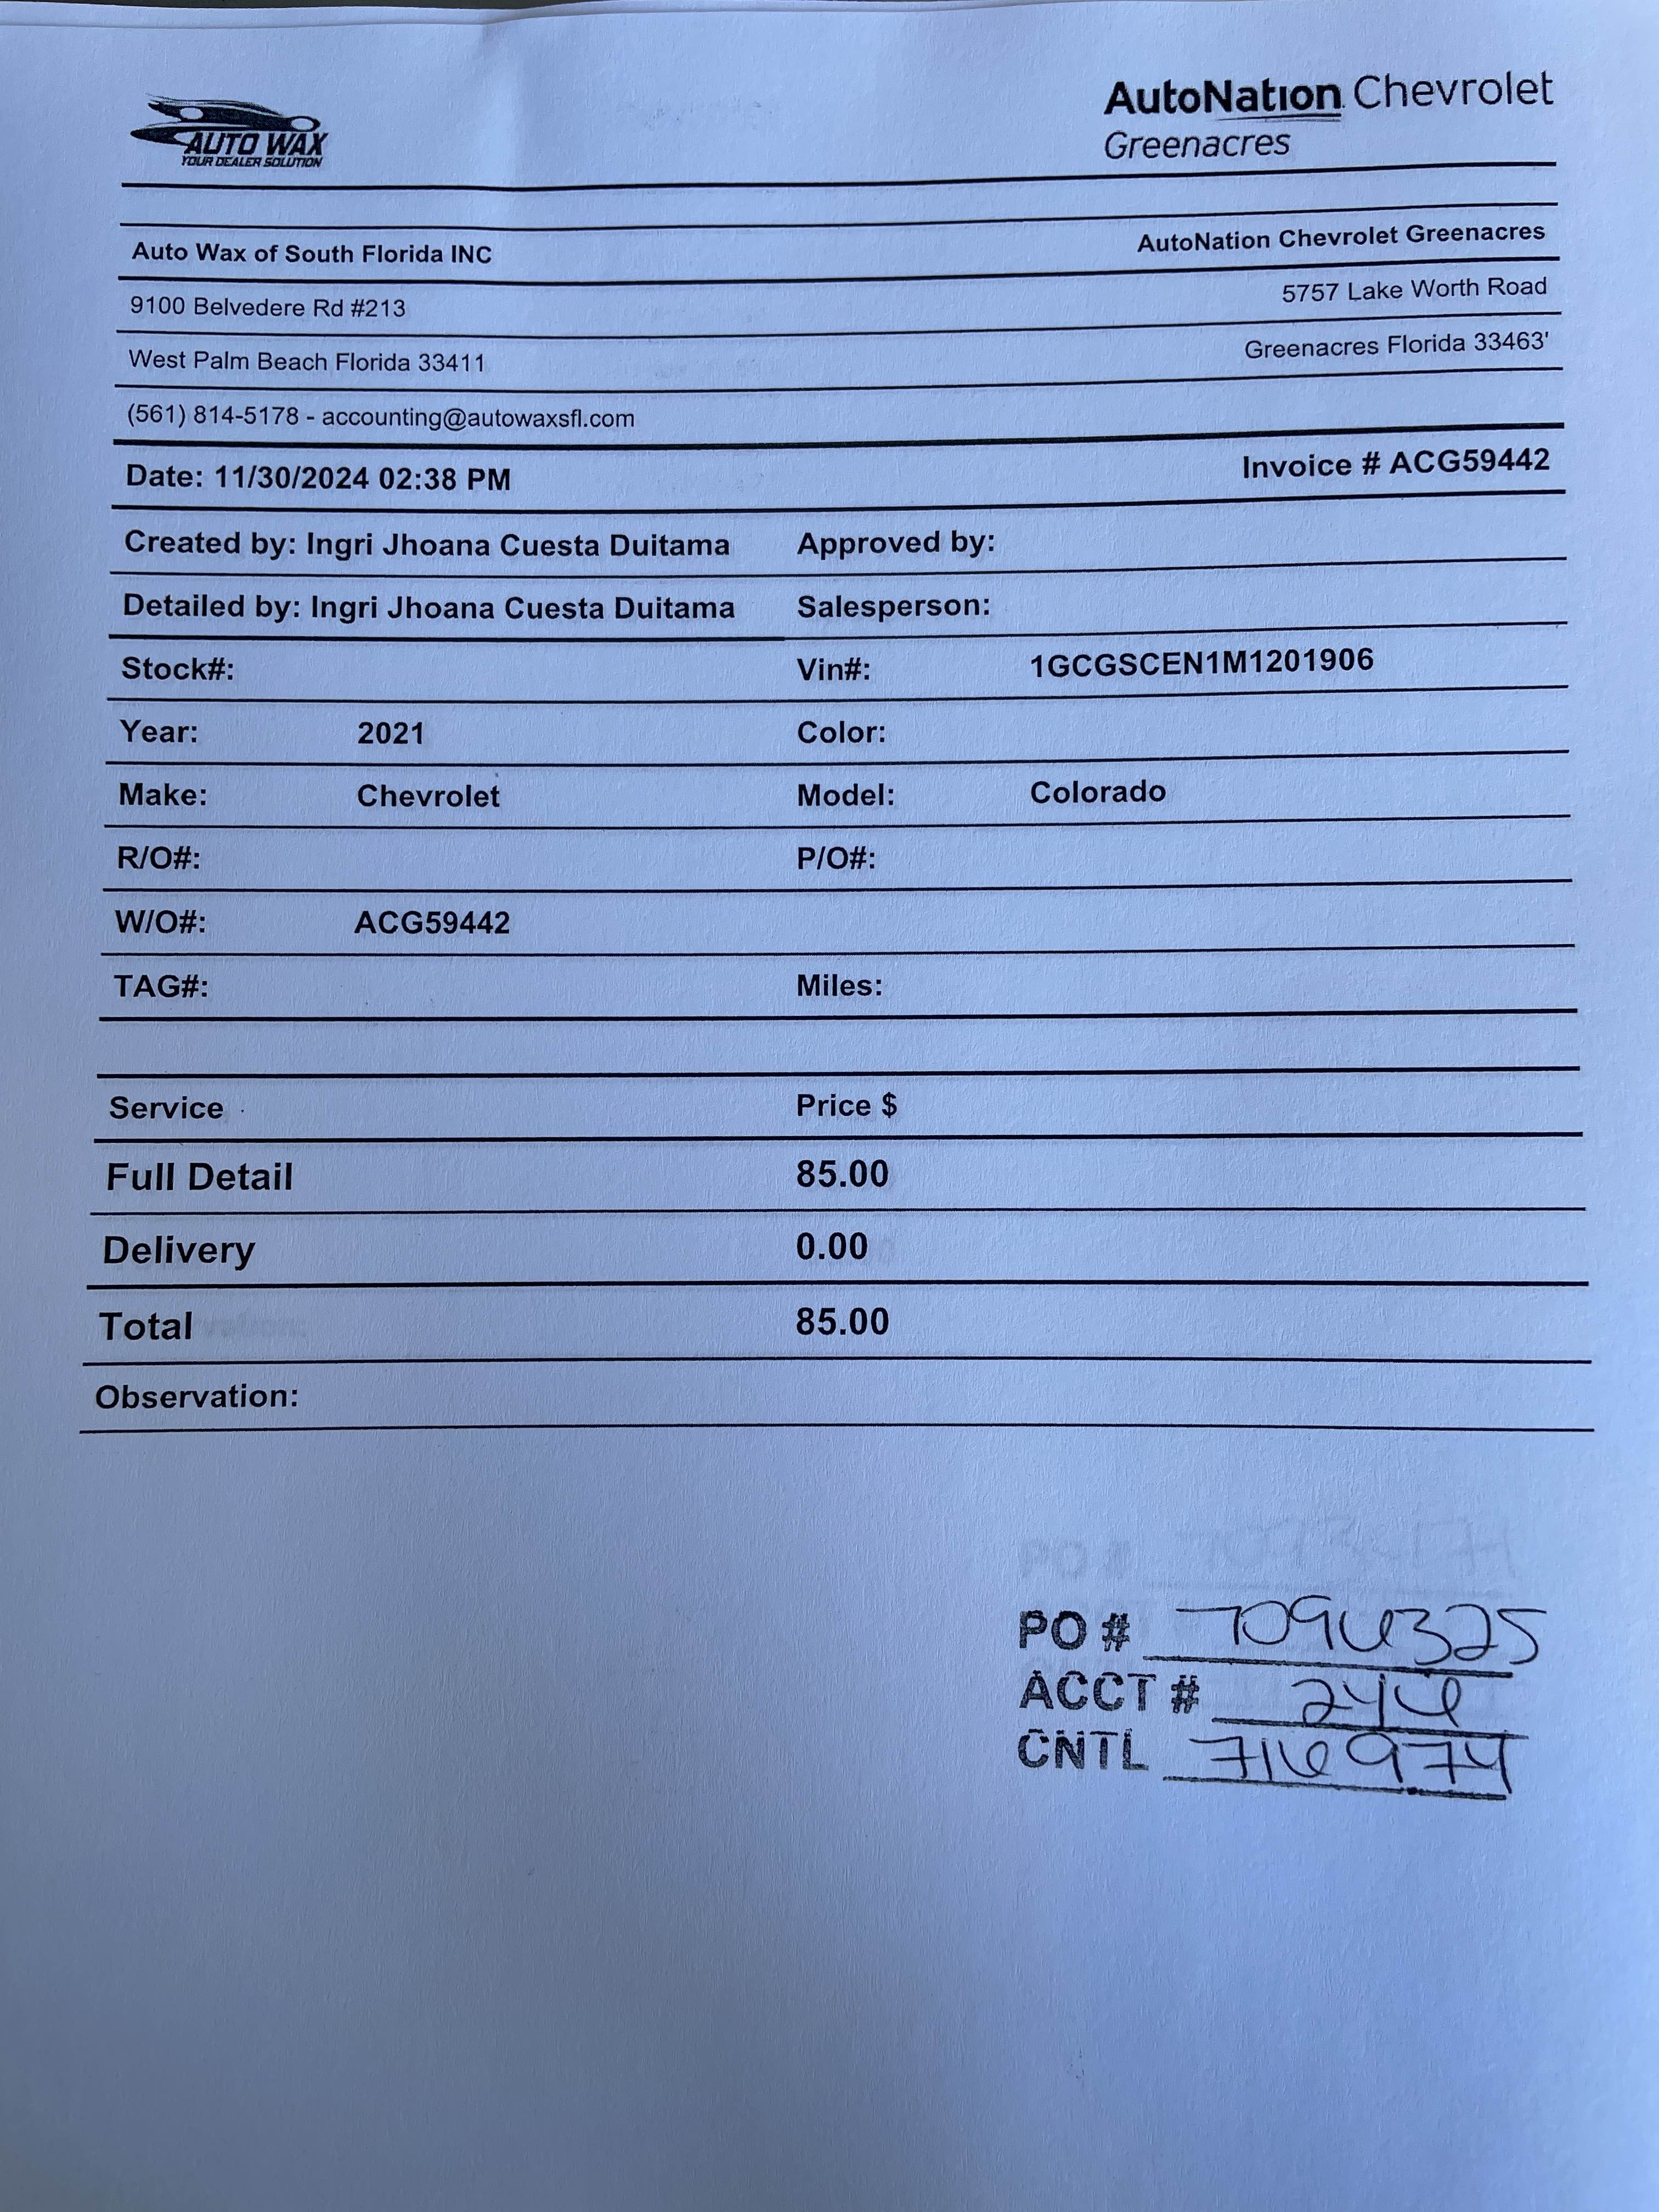 AUTO WAX
YOUR DEALER SOLUTION
AutoNation Chevrolet
Greenacres
Auto Wax of South Florida INC
AutoNation Chevrolet Greenacres
9100 Belvedere Rd #213
5757 Lake Worth Road
West Palm Beach Florida 33411
Greenacres Florida 33463'
(561) 814-5178 - accounting@autowaxsfl.com
Date: 11/30/2024 02:38 PM
Invoice # ACG59442
Created by: Ingri Jhoana Cuesta Duitama Approved by:
Detailed by: Ingri Jhoana Cuesta Duitama Salesperson:
Stock#: Vin#: 1GCGSCEN1M1201906
Year: 2021 Color:
Make: Chevrolet Model: Colorado
R/O#: P/O#:
W/O#: ACG59442
TAG#: Miles:
Service Price $
Full Detail 85.00
Delivery 0.00
Total 85.00
Observation:
PO # 7096325
ACCT # 246
CNTL 716974